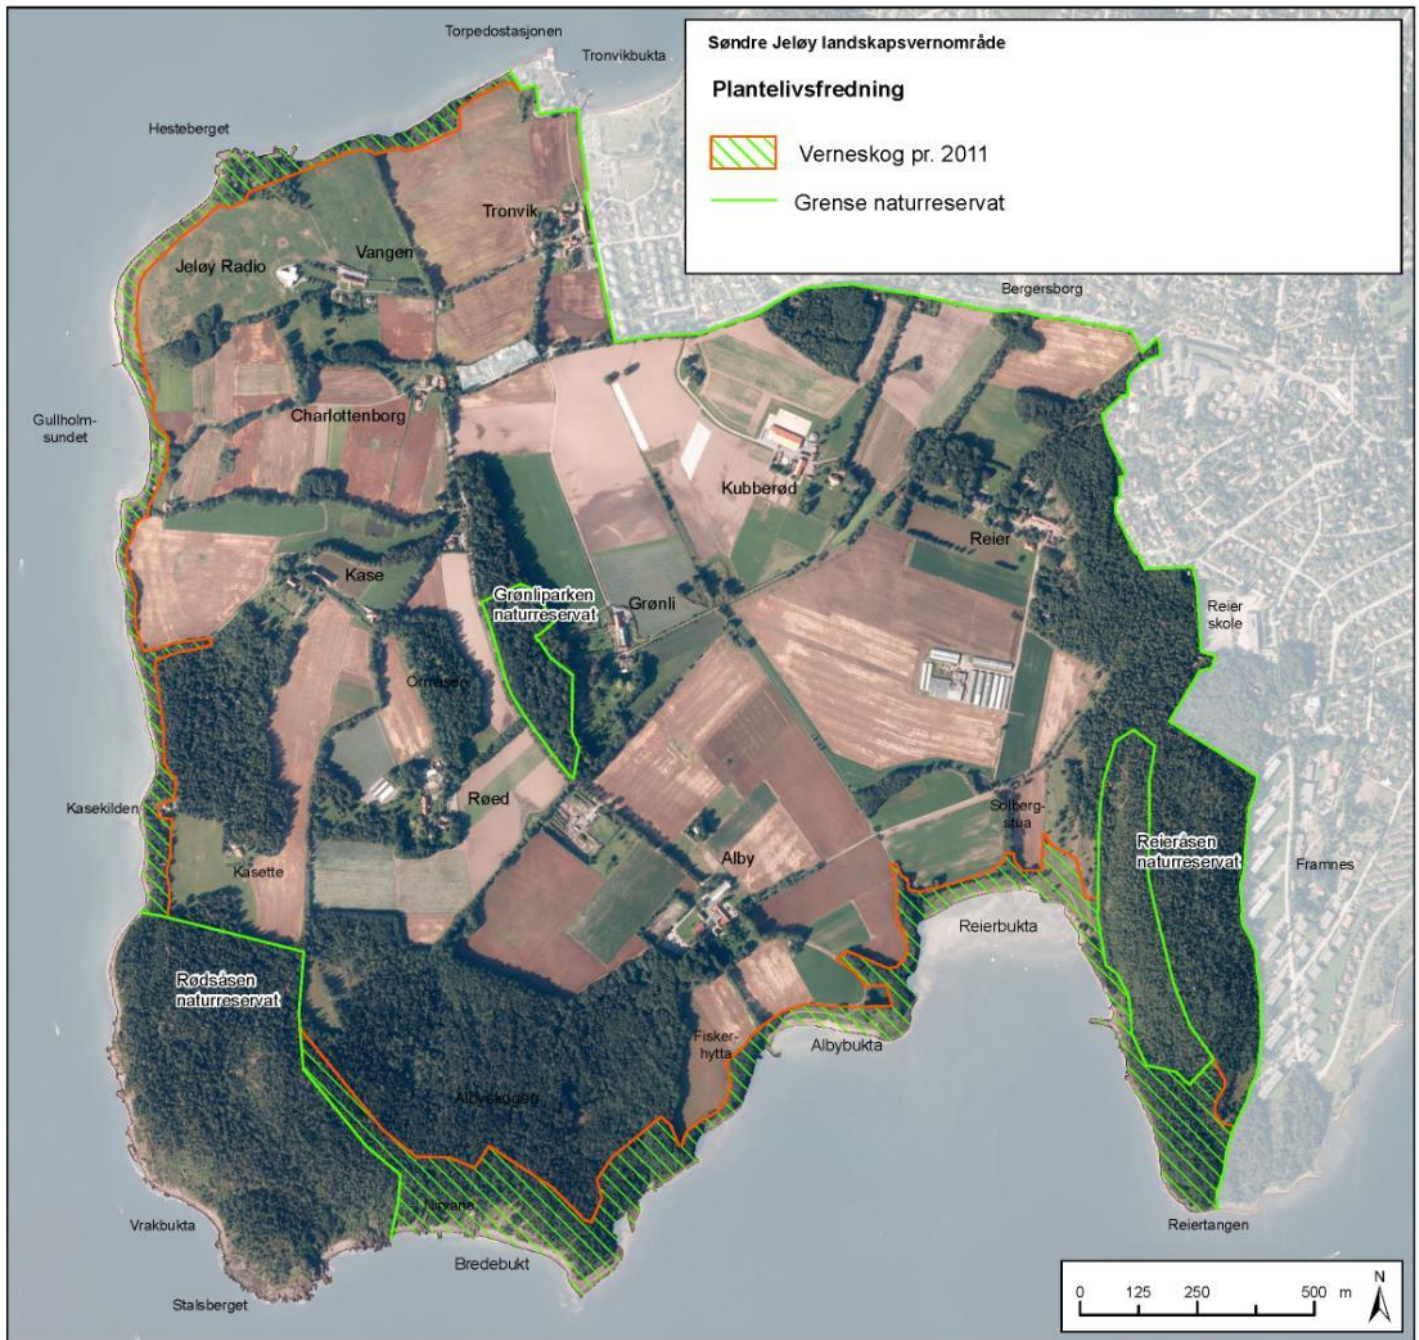 Torpedostasjonen
Tronvikbukta
Søndre Jeløy landskapsvernområde
Plantelivsfredning
Verneskog pr. 2011
Grense naturreservat
Hesteberget
Tronvik
Vangen
Jeløy Radio
Bergersborg
Gullholm-
sundet
Charlottenborg
Kubberød
Reier
Kase
Grønliparken
naturreservat
Grønli
Reier
skole
Ormåsen
Kasekilden
Røed
Solberg-
stua
Reieråsen
naturreservat
Framnes
Alby
Kasette
Reierbukta
Rødsåsen
naturreservat
Fisker-
hytta
Albybukta
Albyskogen
Nirvana
Vrakbukta
Reiertangen
Bredebukt
Stalsberget
0 125 250 500 m
N